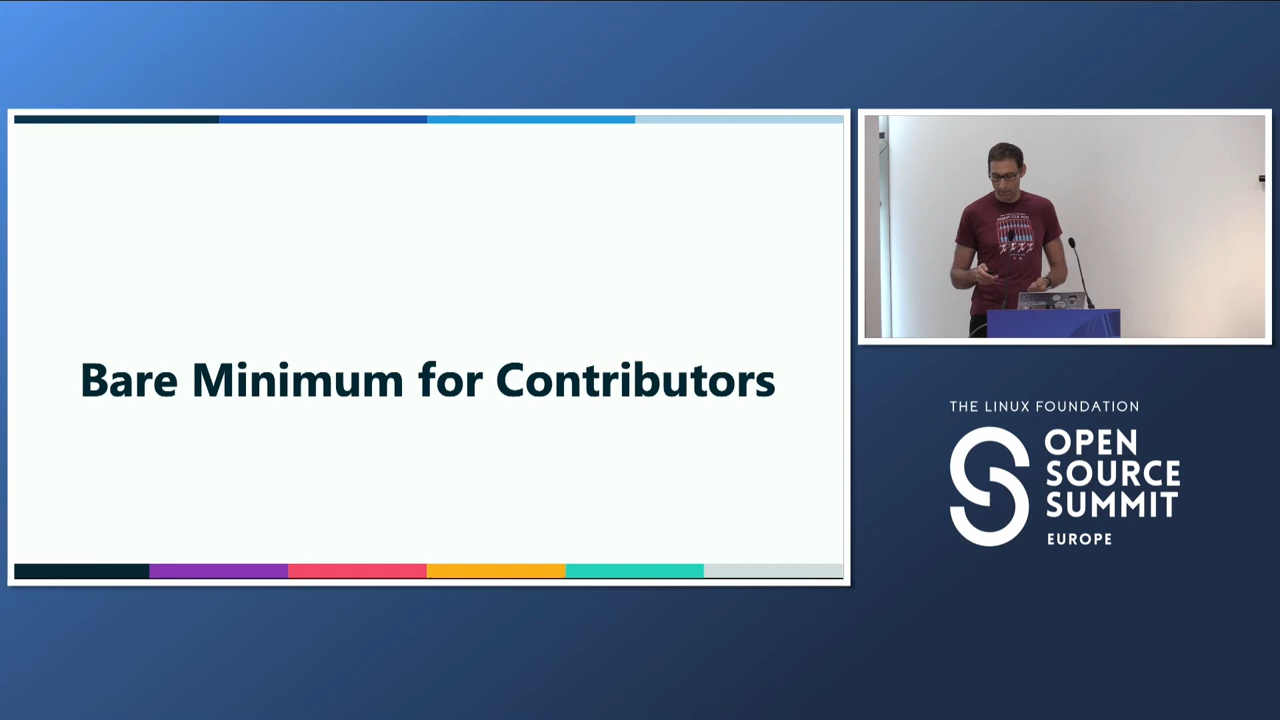 Bare Minimum for Contributors
THE LINUX FOUNDATION
OPEN
SOURCE
SUMMIT
EUROPE